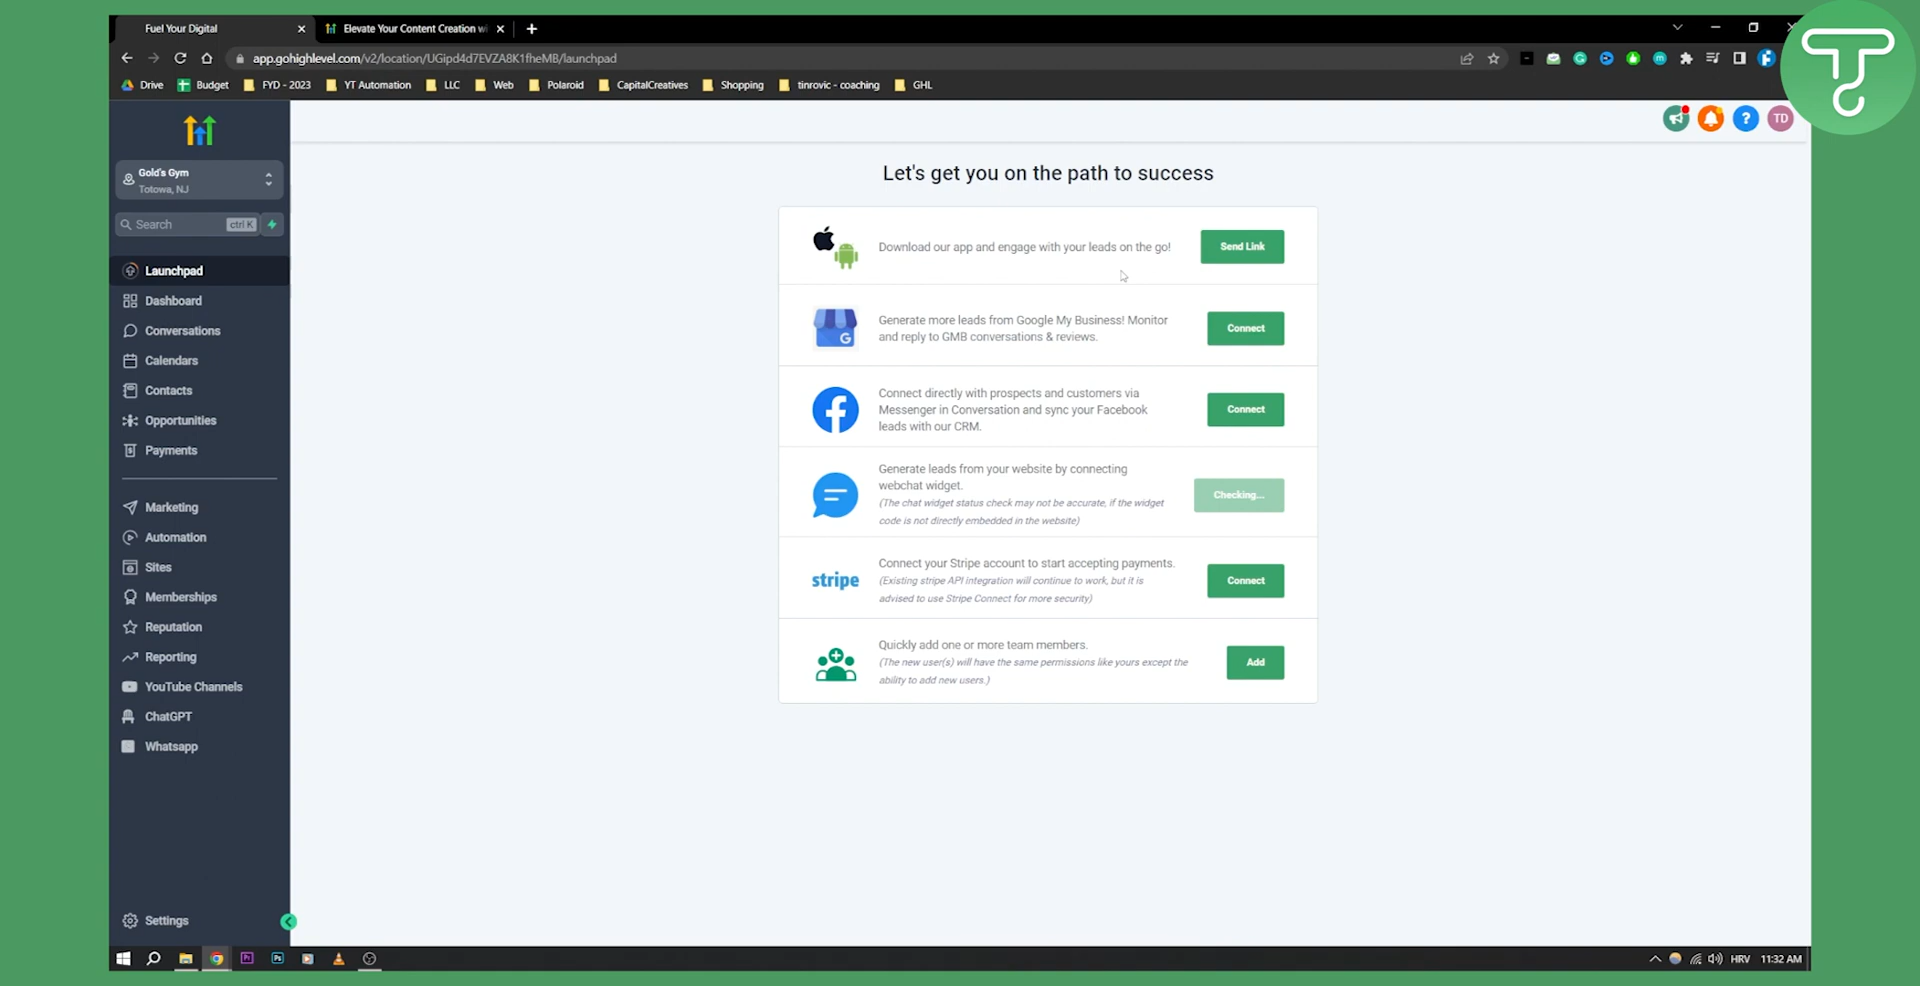 Fuel Your Digital
Elevate Your Content Creation wi
app.gohighlevel.com/v2/location/UGipd4d7EVZA8K1fheMB/launchpad
Drive
Budget
FYD - 2023
YT Automation
LLC
Web
Polaroid
CapitalCreatives
Shopping
tinrovic - coaching
GHL
Gold's Gym
Totowa, NJ
Search
ctrl K
Launchpad
Dashboard
Conversations
Calendars
Contacts
Opportunities
Payments
Marketing
Automation
Sites
Memberships
Reputation
Reporting
YouTube Channels
ChatGPT
Whatsapp
Settings
TD
Let's get you on the path to success
Download our app and engage with your leads on the go!
Send Link
Generate more leads from Google My Business! Monitor
and reply to GMB conversations & reviews.
Connect
Connect directly with prospects and customers via
Messenger in Conversation and sync your Facebook
leads with our CRM.
Connect
Generate leads from your website by connecting
webchat widget.
(The chat widget status check may not be accurate, if the widget
code is not directly embedded in the website)
Checking...
stripe
Connect your Stripe account to start accepting payments.
(Existing stripe API integration will continue to work, but it is
advised to use Stripe Connect for more security)
Connect
Quickly add one or more team members.
(The new user(s) will have the same permissions like yours except the
ability to add new users.)
Add
HRV
11:32 AM